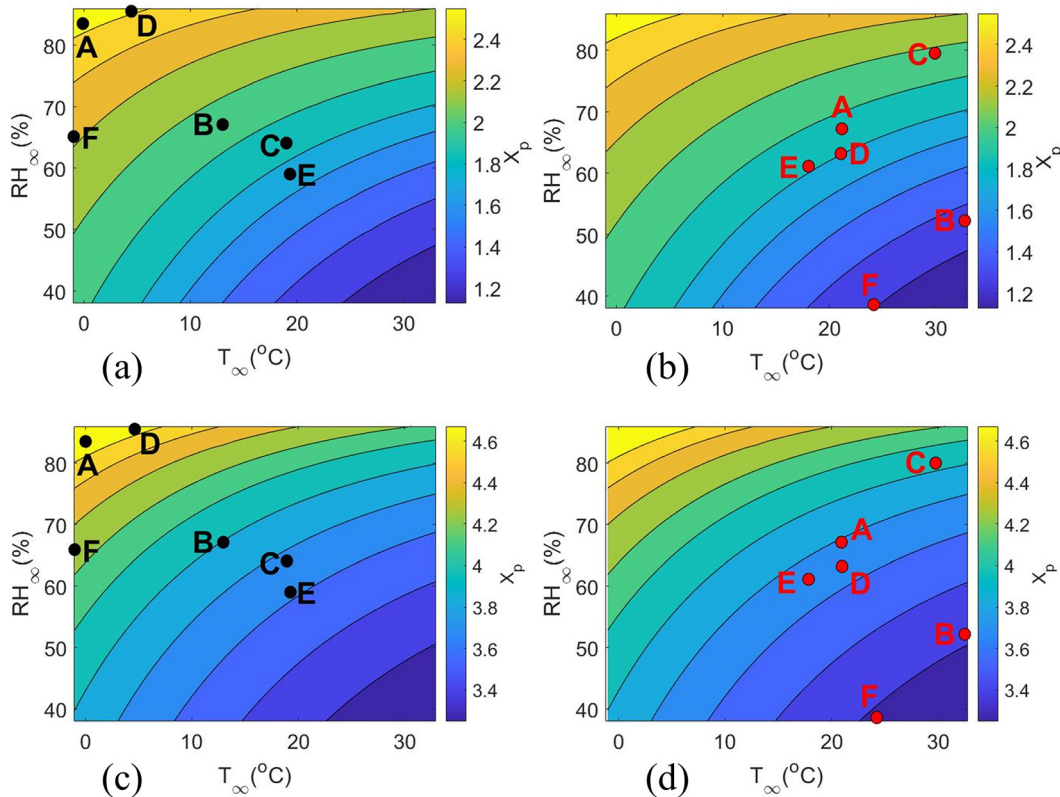 80
70
60
50
40
RH∞(%)
A
D
F
B
C
E
0
10
20
30
T∞(°C)
2.4
2.2
2
1.8
1.6
1.4
1.2
Xp
(a)
80
70
60
50
40
RH∞(%)
C
A
E
D
B
F
0
10
20
30
T∞(°C)
2.4
2.2
2
1.8
1.6
1.4
1.2
Xp
(b)
80
70
60
50
40
RH∞(%)
A
D
F
B
C
E
0
10
20
30
T∞(°C)
4.6
4.4
4.2
4
3.8
3.6
3.4
Xp
(c)
80
70
60
50
40
RH∞(%)
C
A
E
D
B
F
0
10
20
30
T∞(°C)
4.6
4.4
4.2
4
3.8
3.6
3.4
Xp
(d)